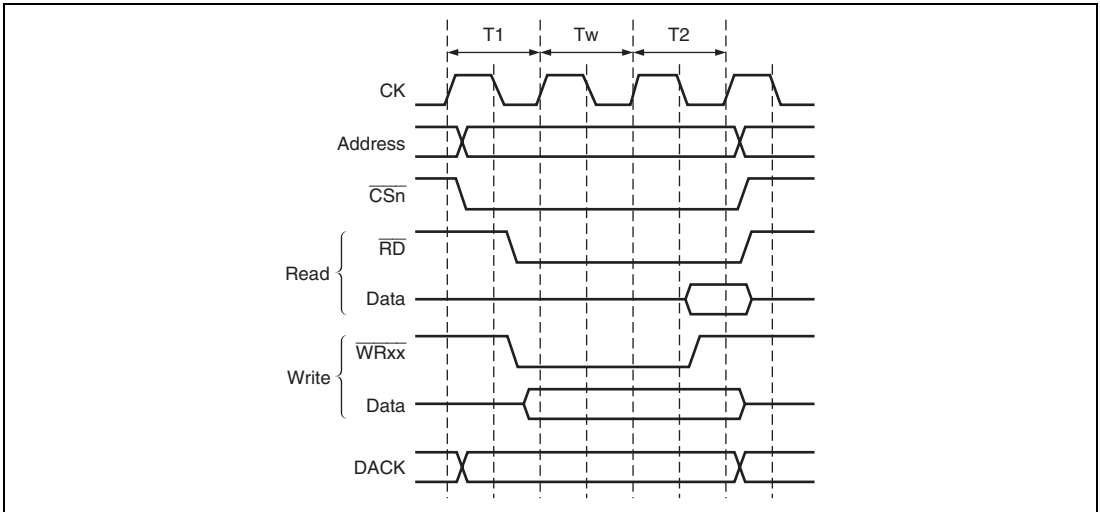 T1 Tw T2
CK
Address
CSn
RD
Read
Data
WRxx
Write
Data
DACK